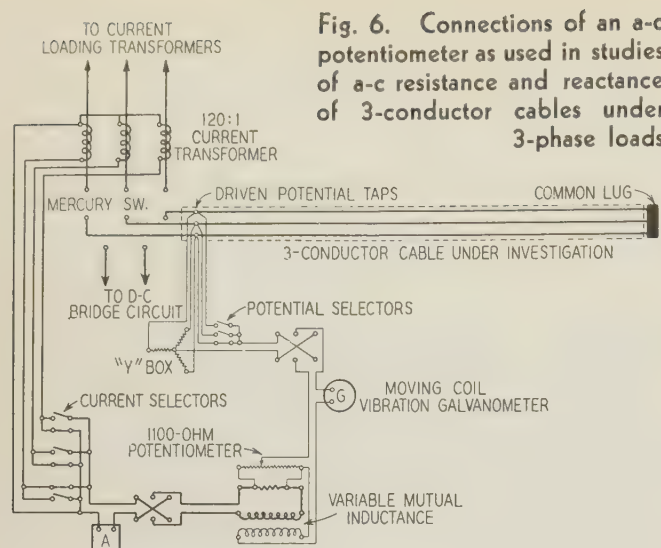 TO CURRENT
LOADING TRANSFORMERS
Fig. 6. Connections of an a-c
potentiometer as used in studies
of a-c resistance and reactance
of 3-conductor cables under
3-phase loads
120:1
CURRENT
TRANSFORMER
MERCURY SW.
DRIVEN POTENTIAL TAPS
COMMON LUG
3-CONDUCTOR CABLE UNDER INVESTIGATION
TO D-C
BRIDGE CIRCUIT
POTENTIAL SELECTORS
"Y" BOX
CURRENT SELECTORS
G
MOVING COIL
VIBRATION GALVANOMETER
1100-OHM
POTENTIOMETER
VARIABLE MUTUAL
INDUCTANCE
A